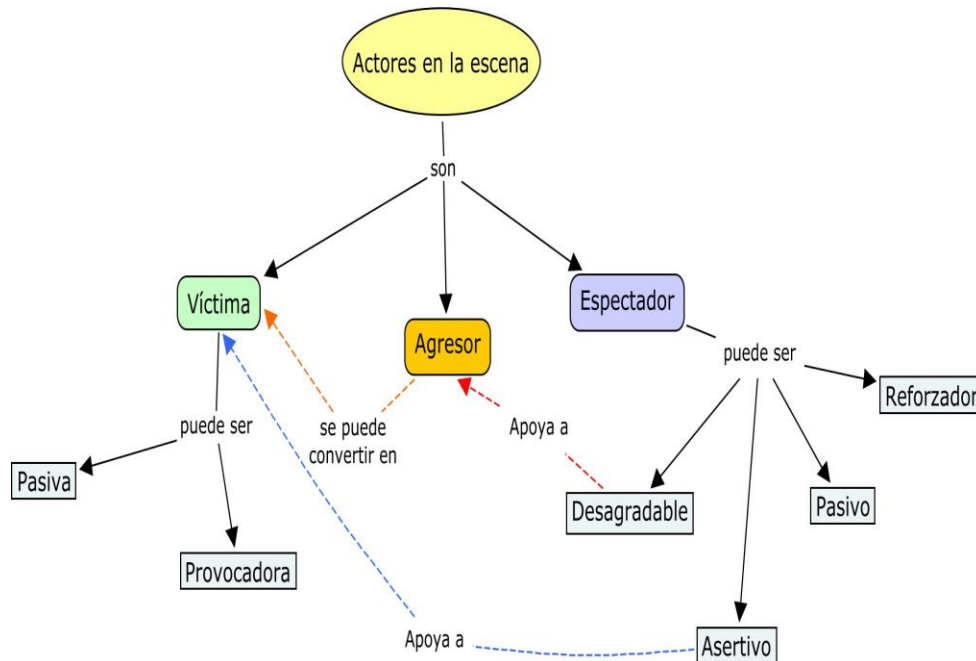 Actores en la escena
son
Víctima
Agresor
Espectador
puede ser
Reforzador
puede ser
se puede
convertir en
Apoya a
Pasiva
Desagradable
Pasivo
Provocadora
Apoya a
Asertivo